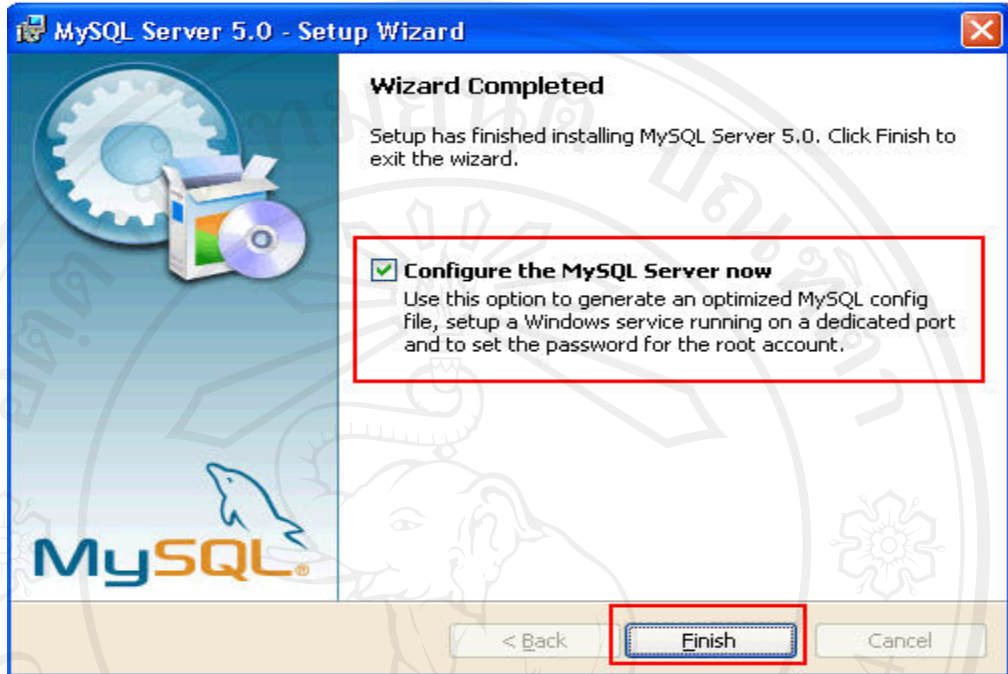 MySQL Server 5.0 - Setup Wizard
Wizard Completed
Setup has finished installing MySQL Server 5.0. Click Finish to
exit the wizard.
Configure the MySQL Server now
Use this option to generate an optimized MySQL config
file, setup a Windows service running on a dedicated port
and to set the password for the root account.
MySQL®
< Back
Finish
Cancel